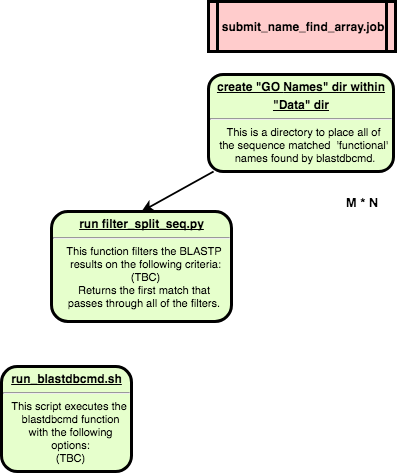 submit_name_find_array.job
create "GO Names" dir within
"Data" dir
This is a directory to place all of
the sequence matched 'functional'
names found by blastdbcmd.
M * N
run filter_split_seq.py
This function filters the BLASTP
results on the following criteria:
(TBC)
Returns the first match that
passes through all of the filters.
run_blastdbcmd.sh
This script executes the
blastdbcmd function
with the following
options:
(TBC)